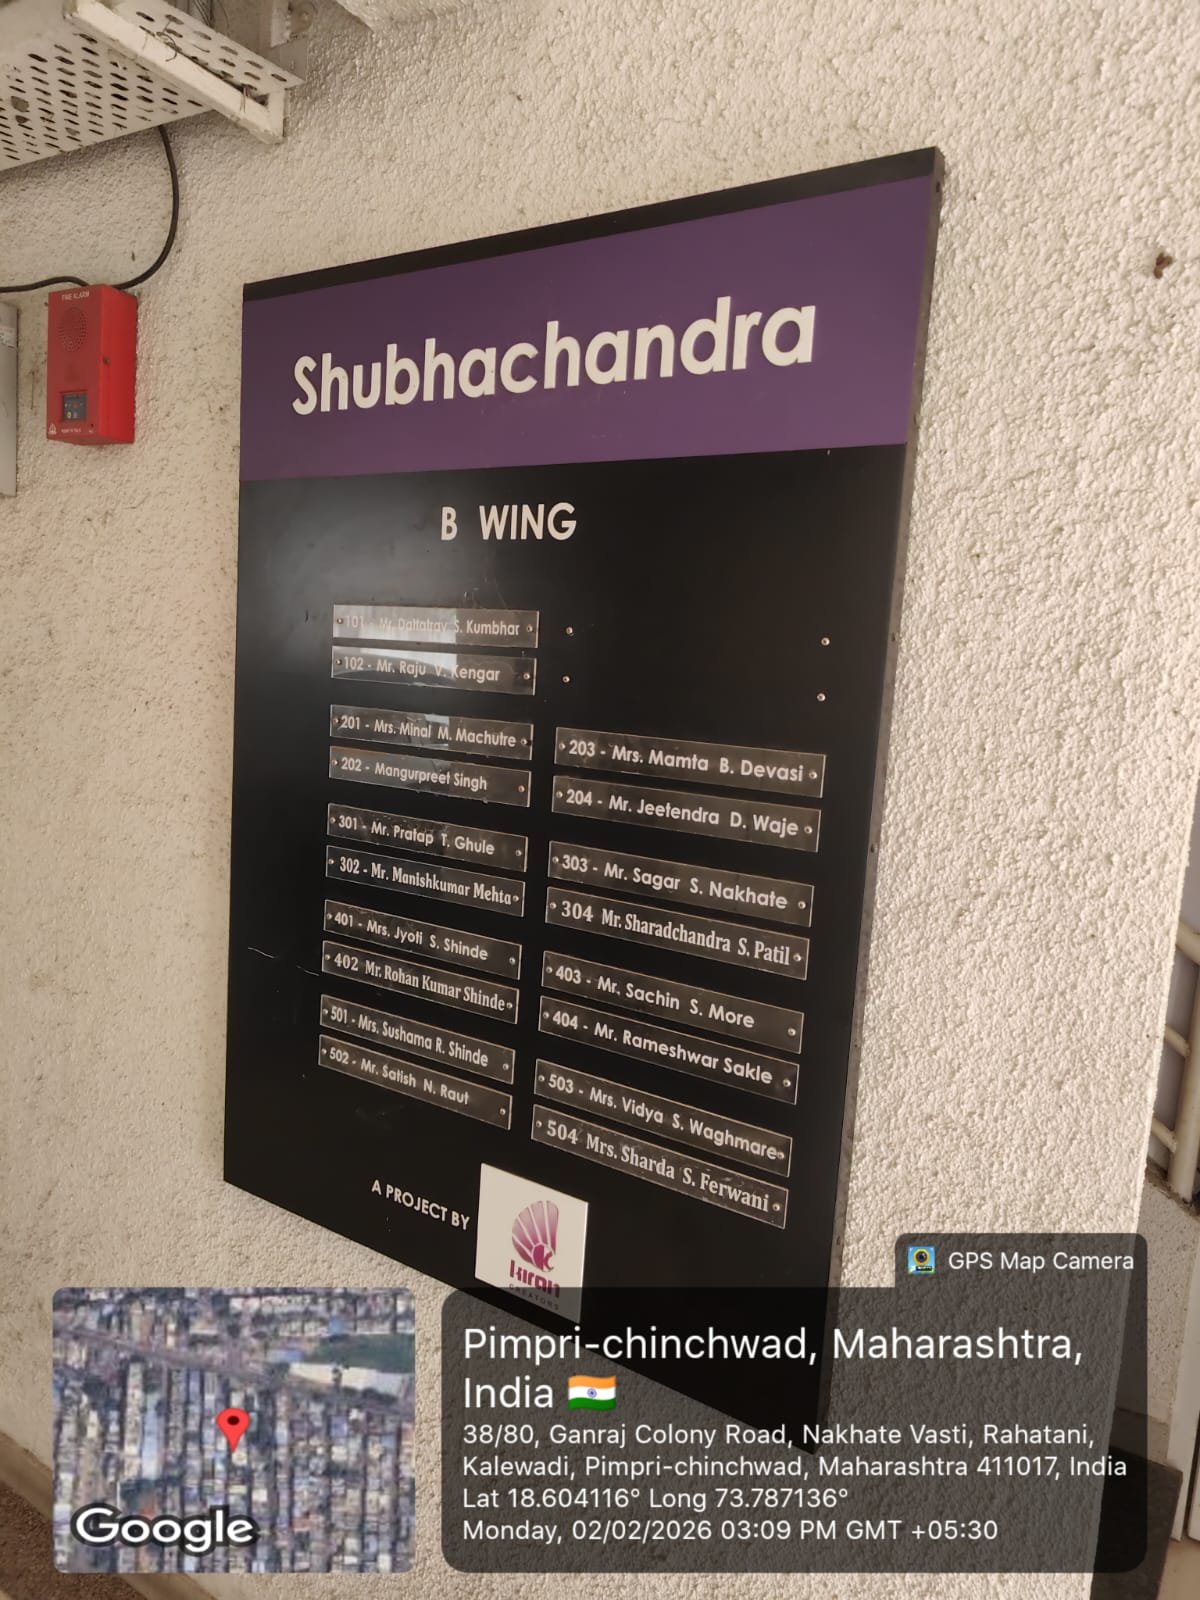 FIRE ALARM
Shubhachandra
B WING
101 - Mr. Dattatray S. Kumbhar
102 - Mr. Raju V. Kengar
201 - Mrs. Minal M. Machutre
202 - Mangurpreet Singh
203 - Mrs. Mamta B. Devasi
204 - Mr. Jeetendra D. Waje
301 - Mr. Pratap T. Ghule
302 - Mr. Manishkumar Mehta
303 - Mr. Sagar S. Nakhate
304 Mr. Sharadchandra S. Patil
401 - Mrs. Jyoti S. Shinde
402 Mr. Rohan Kumar Shinde
403 - Mr. Sachin S. More
404 - Mr. Rameshwar Sakle
501 - Mrs. Sushama R. Shinde
502 - Mr. Satish N. Raut
503 - Mrs. Vidya S. Waghmare
504 Mrs. Sharda S. Ferwani
A PROJECT BY
kiran
CREATORS
GPS Map Camera
Pimpri-chinchwad, Maharashtra,
India
38/80, Ganraj Colony Road, Nakhate Vasti, Rahatani,
Kalewadi, Pimpri-chinchwad, Maharashtra 411017, India
Lat 18.604116° Long 73.787136°
Monday, 02/02/2026 03:09 PM GMT +05:30
Google